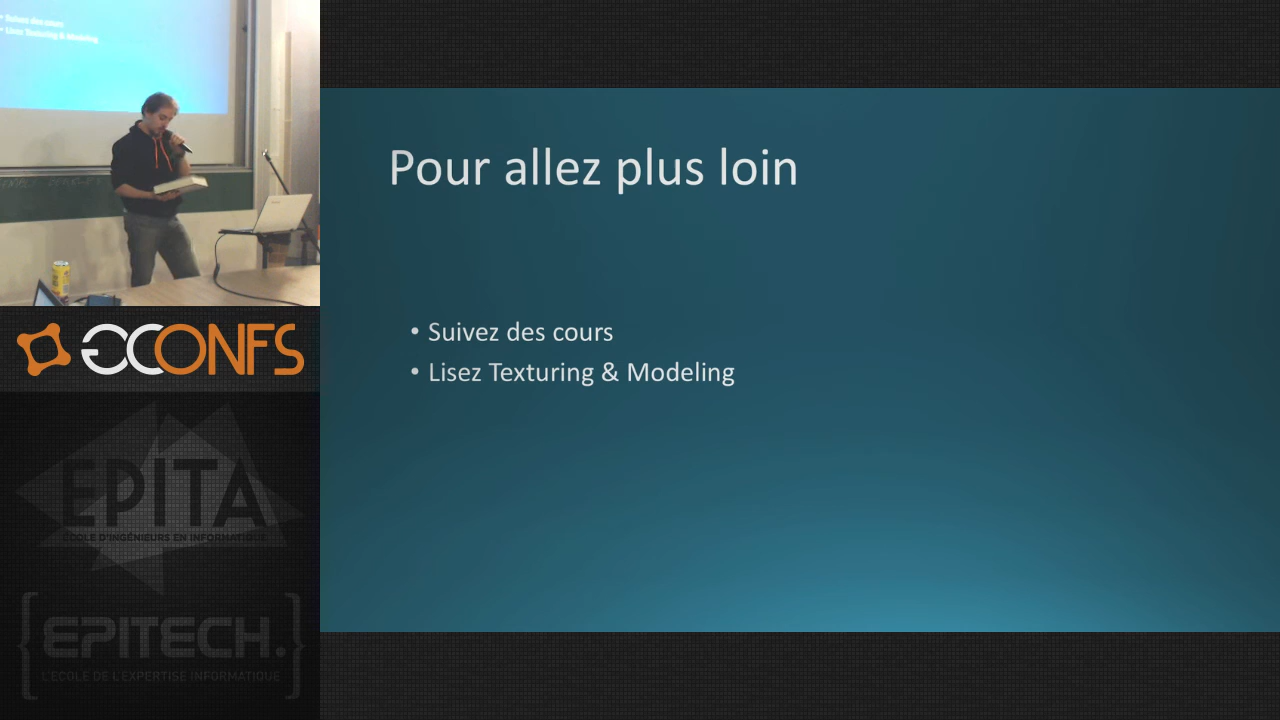 • Suivez des cours
• Lisez Texturing & Modeling
GCONFS
EPITA
ÉCOLE D'INGÉNIEURS EN INFORMATIQUE
{EPITECH.}
L'ÉCOLE DE L'EXPERTISE INFORMATIQUE
Pour allez plus loin
• Suivez des cours
• Lisez Texturing & Modeling